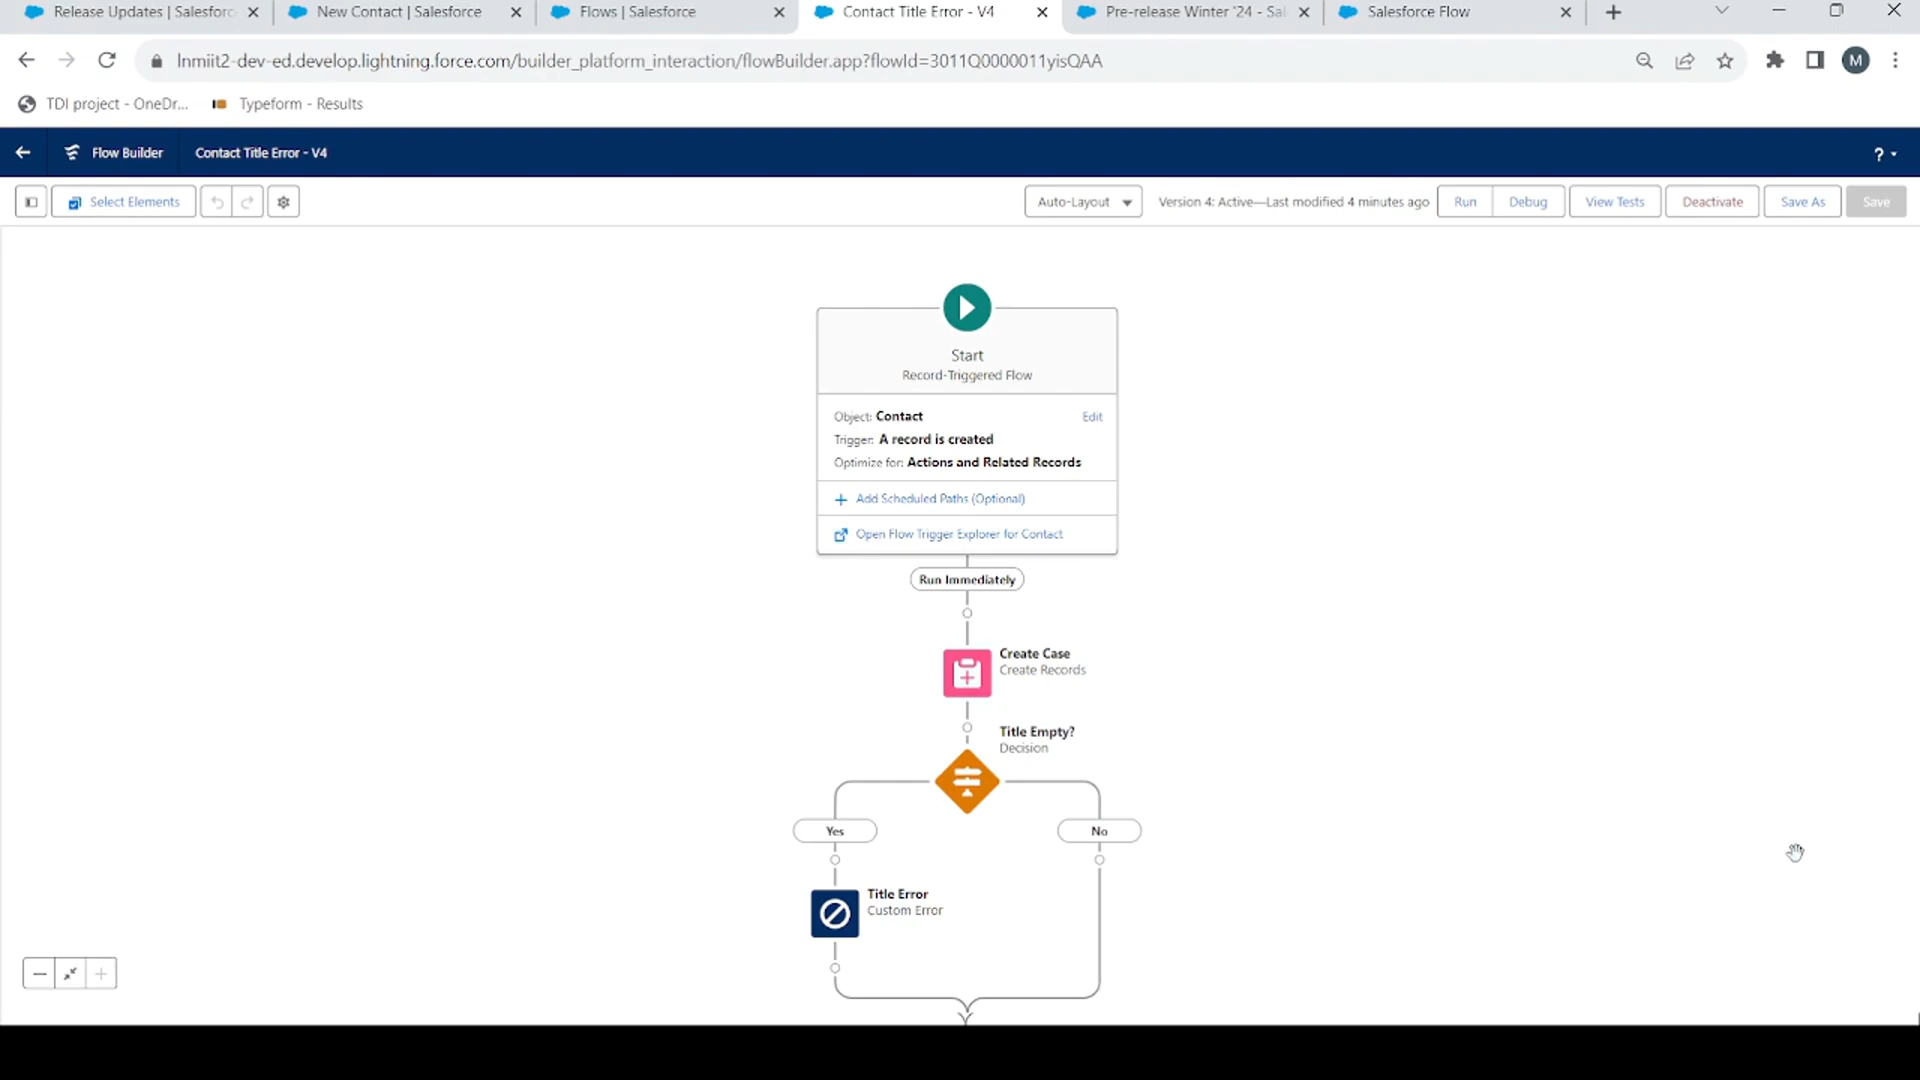 Release Updates | Salesforc
New Contact | Salesforce
Flows | Salesforce
Contact Title Error - V4
Pre-release Winter '24 - Sal
Salesforce Flow
lnmiit2-dev-ed.develop.lightning.force.com/builder_platform_interaction/flowBuilder.app?flowId=3011Q0000011yisQAA
M
TDI project - OneDr...
Typeform - Results
Flow Builder
Contact Title Error - V4
?
Select Elements
Auto-Layout
Version 4: Active—Last modified 4 minutes ago
Run
Debug
View Tests
Deactivate
Save As
Save
Start
Record-Triggered Flow
Object: Contact
Edit
Trigger: A record is created
Optimize for: Actions and Related Records
Add Scheduled Paths (Optional)
Open Flow Trigger Explorer for Contact
Run Immediately
Create Case
Create Records
Title Empty?
Decision
Yes
No
Title Error
Custom Error